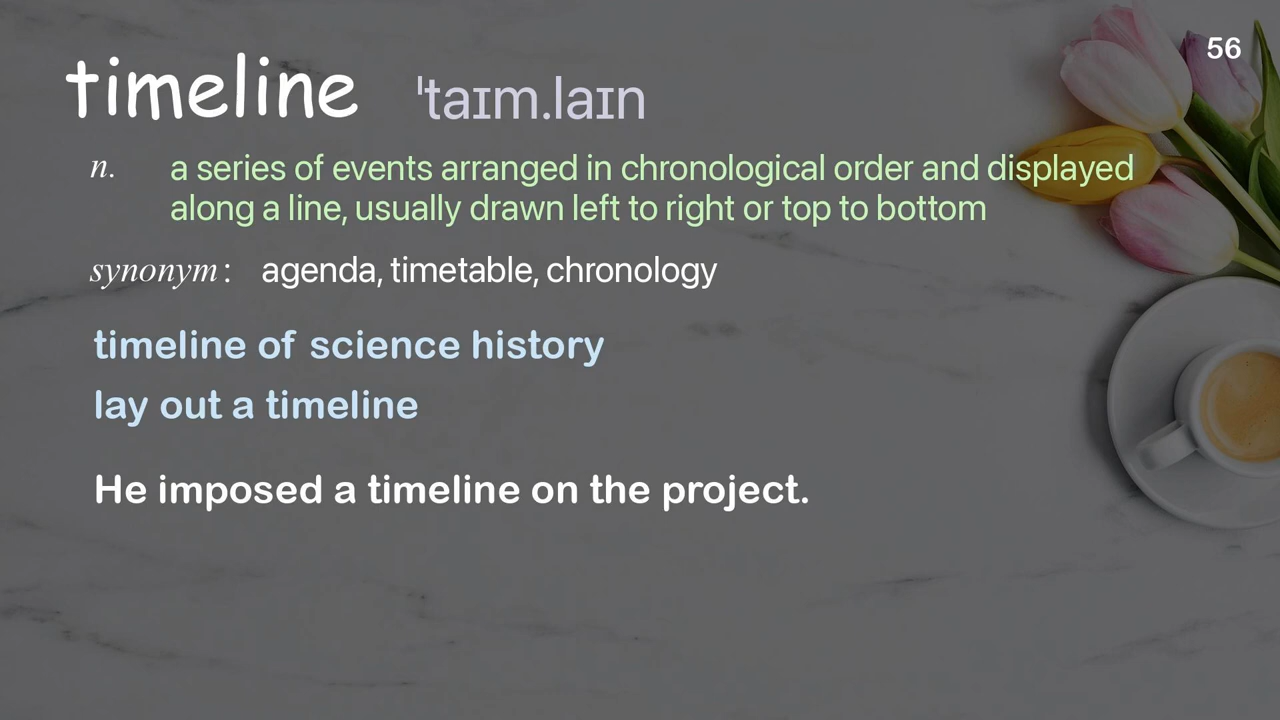 56
timeline ˈtaɪm.laɪn
n. a series of events arranged in chronological order and displayed
along a line, usually drawn left to right or top to bottom
synonym: agenda, timetable, chronology
timeline of science history
lay out a timeline
He imposed a timeline on the project.